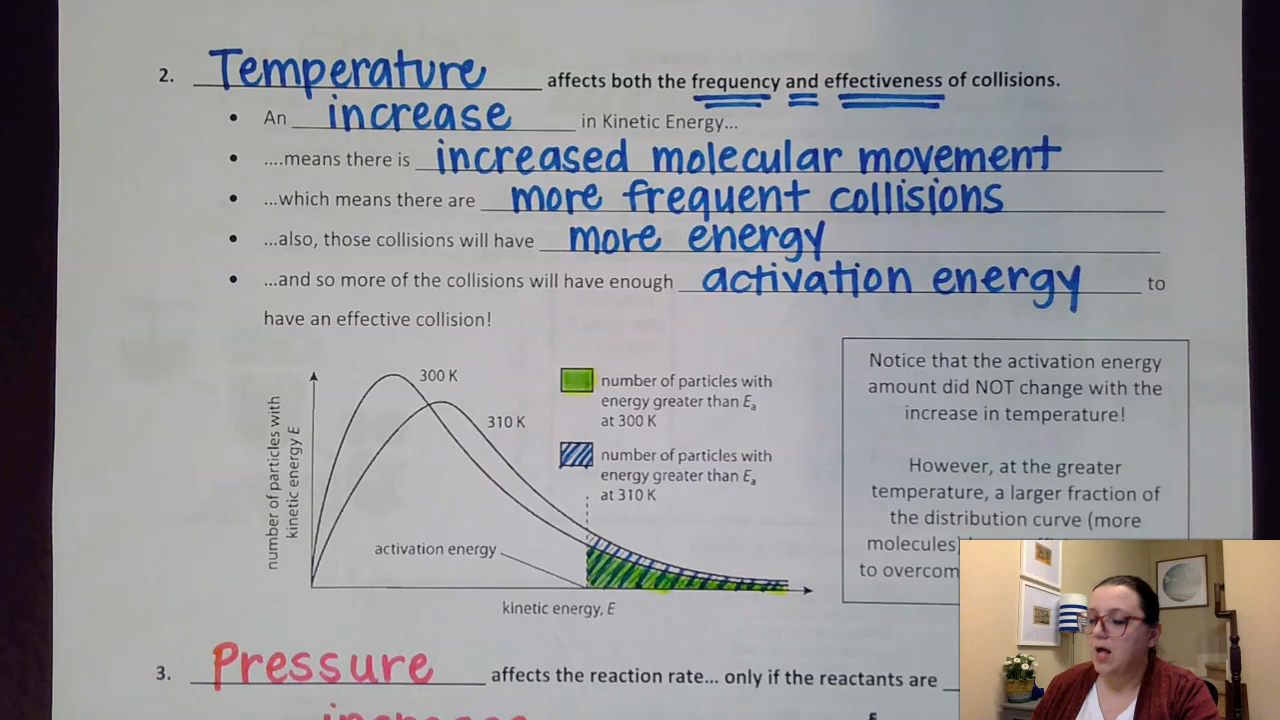 2. Temperature affects both the frequency and effectiveness of collisions.
• An increase in Kinetic Energy...
• ....means there is increased molecular movement
• ...which means there are more frequent collisions
• ...also, those collisions will have more energy
• ...and so more of the collisions will have enough activation energy to
have an effective collision!
number of particles with
kinetic energy E
300 K
310 K
activation energy
kinetic energy, E
number of particles with
energy greater than Ea
at 300 K
number of particles with
energy greater than Ea
at 310 K
Notice that the activation energy
amount did NOT change with the
increase in temperature!
However, at the greater
temperature, a larger fraction of
the distribution curve (more
molecules)
to overcom
3. Pressure affects the reaction rate... only if the reactants are
increase